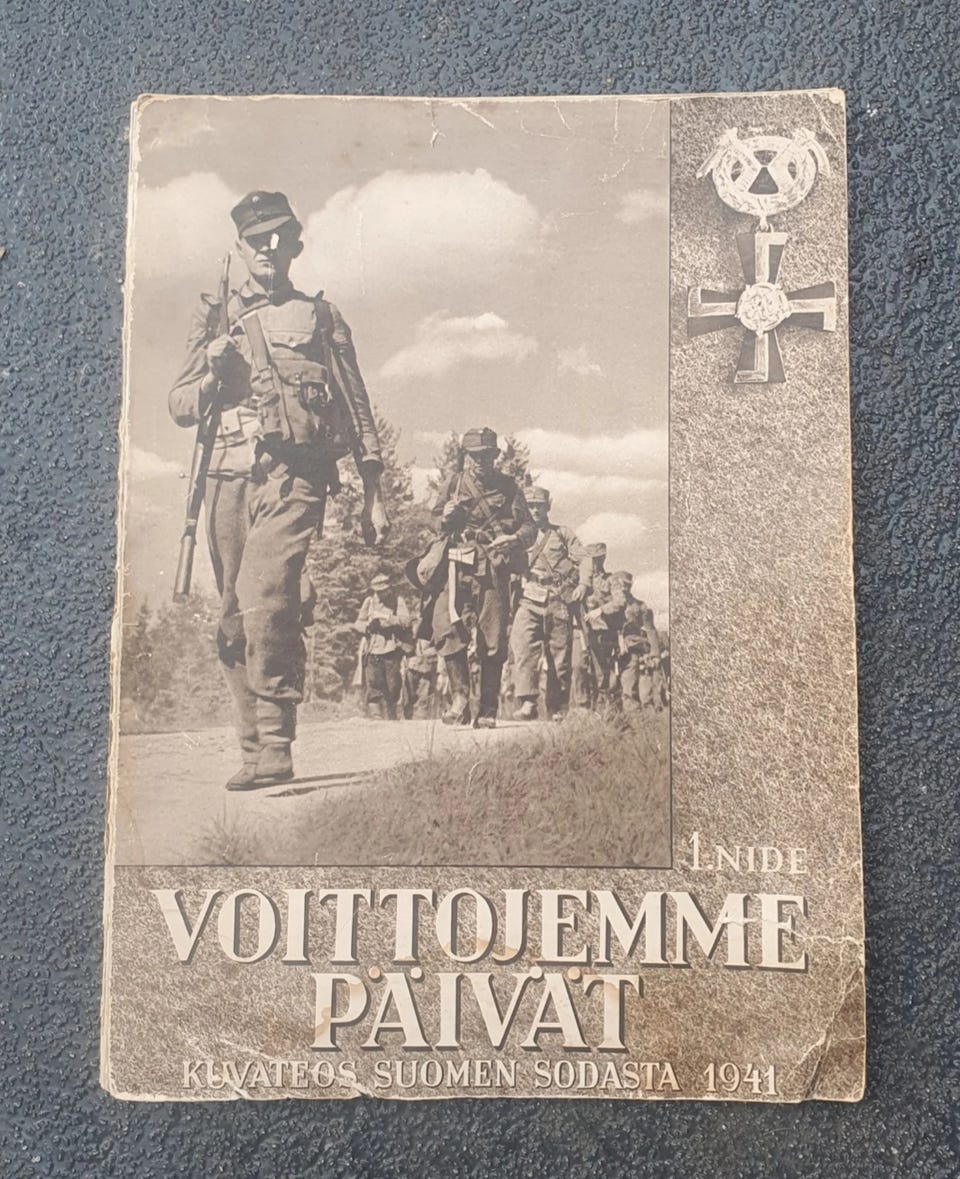 1. NIDE
VOITTOJEMME
PÄIVÄT
KUVATEOS SUOMEN SODASTA 1941